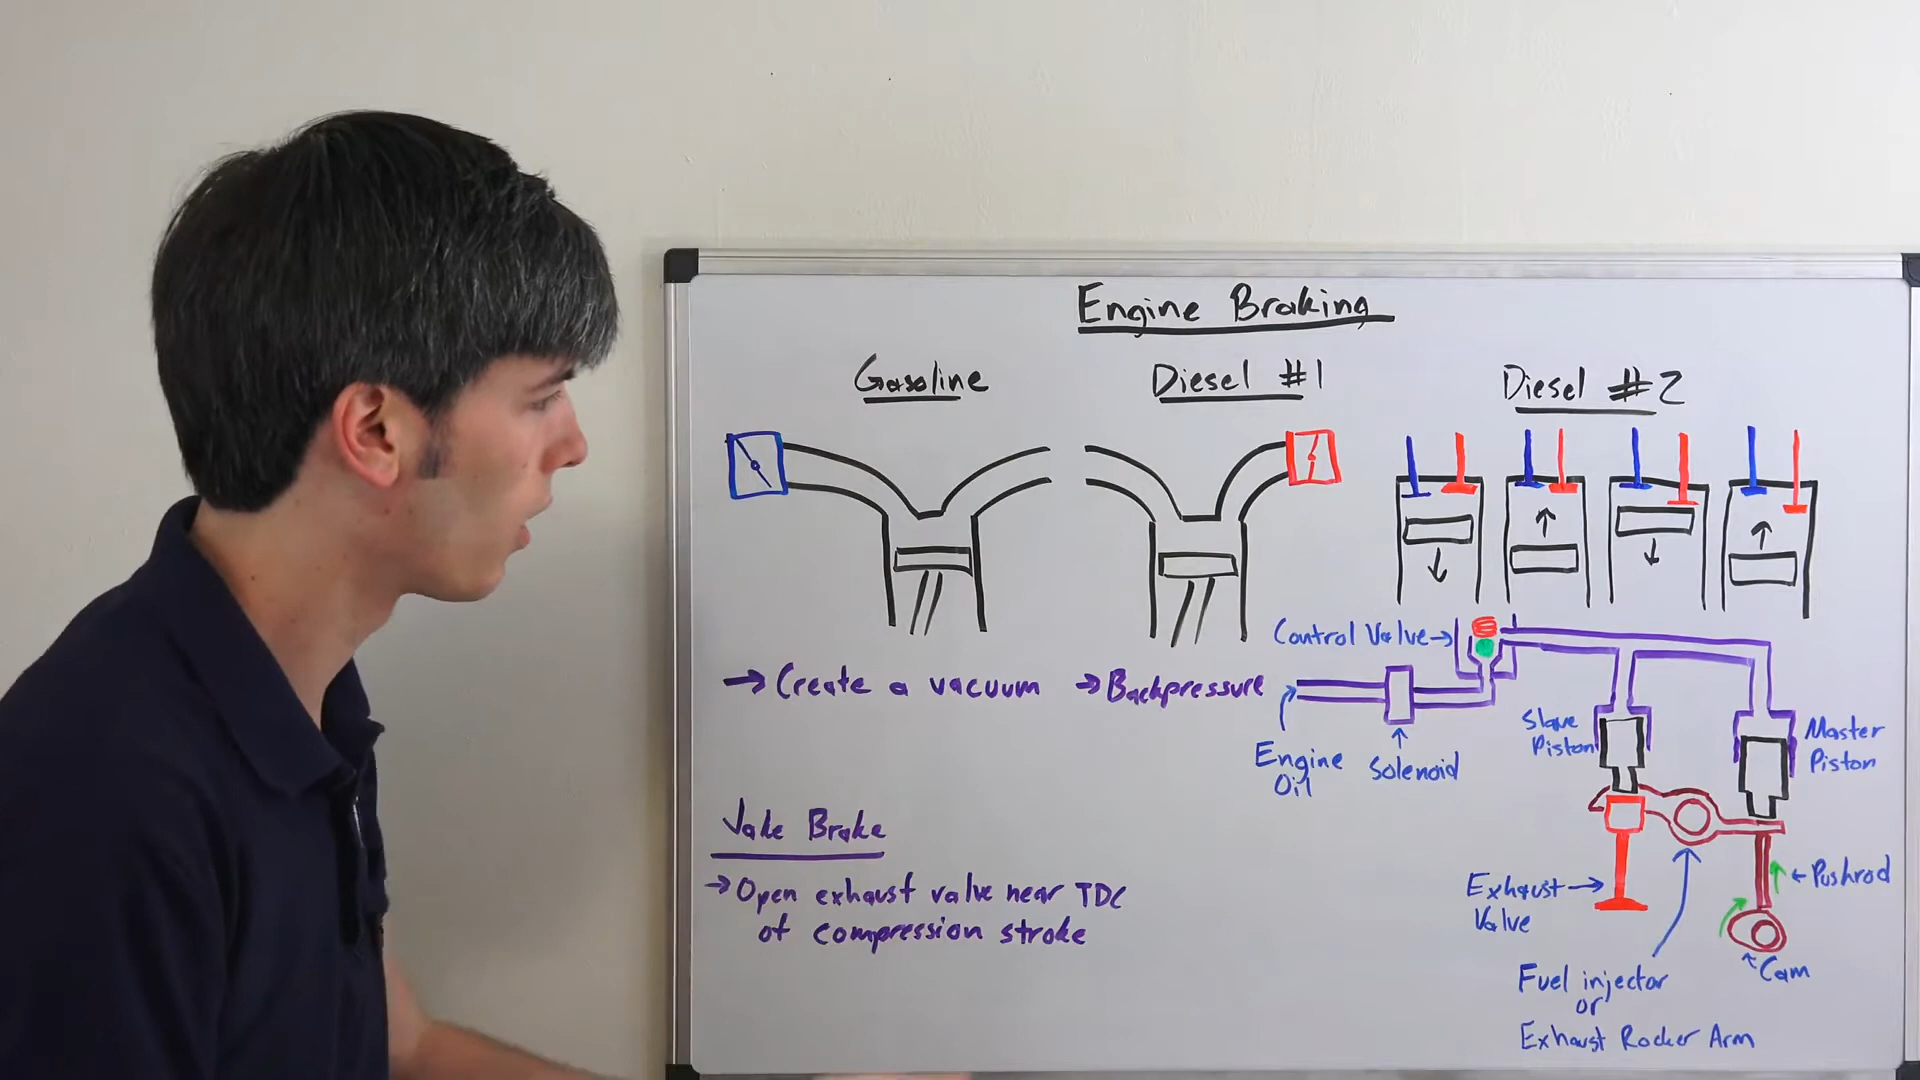 Engine Braking
Gasoline
Diesel #1
Diesel #2
→ Create a vacuum
→ Backpressure
Control Valve→
Engine
Oil
Solenoid
Slave
Piston
Master
Piston
Jake Brake
→ Open exhaust valve near TDC
of compression stroke
Exhaust→
Valve
←Pushrod
Cam
Fuel injector
or
Exhaust Rocker Arm